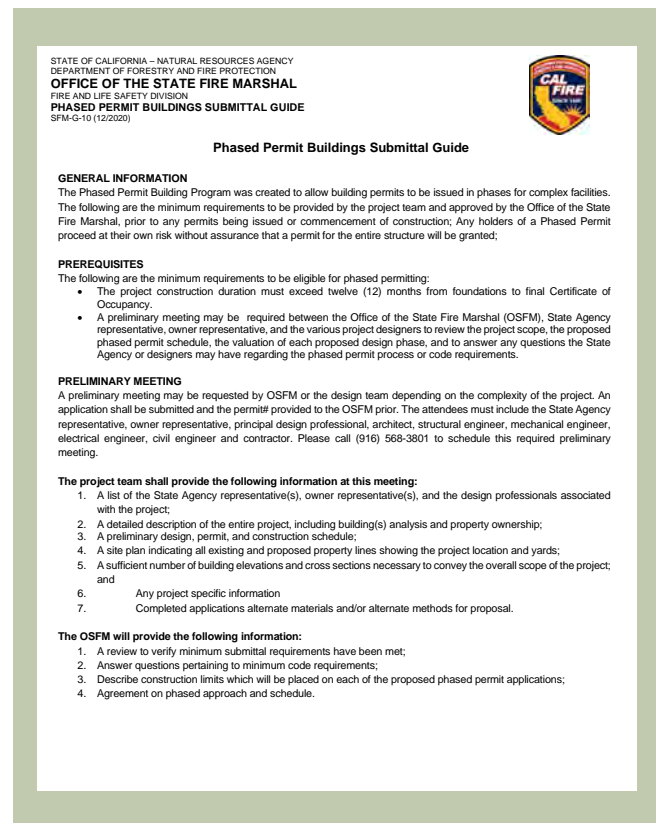 STATE OF CALIFORNIA – NATURAL RESOURCES AGENCY
DEPARTMENT OF FORESTRY AND FIRE PROTECTION
OFFICE OF THE STATE FIRE MARSHAL
FIRE AND LIFE SAFETY DIVISION
PHASED PERMIT BUILDINGS SUBMITTAL GUIDE
SFM-G-10 (12/2020)
CAL
FIRE
SINCE 1885
Phased Permit Buildings Submittal Guide
GENERAL INFORMATION
The Phased Permit Building Program was created to allow building permits to be issued in phases for complex facilities.
The following are the minimum requirements to be provided by the project team and approved by the Office of the State
Fire Marshal, prior to any permits being issued or commencement of construction; Any holders of a Phased Permit
proceed at their own risk without assurance that a permit for the entire structure will be granted;
PREREQUISITES
The following are the minimum requirements to be eligible for phased permitting:
• The project construction duration must exceed twelve (12) months from foundations to final Certificate of
Occupancy.
• A preliminary meeting may be required between the Office of the State Fire Marshal (OSFM), State Agency
representative, owner representative, and the various project designers to review the project scope, the proposed
phased permit schedule, the valuation of each proposed design phase, and to answer any questions the State
Agency or designers may have regarding the phased permit process or code requirements.
PRELIMINARY MEETING
A preliminary meeting may be requested by OSFM or the design team depending on the complexity of the project. An
application shall be submitted and the permit# provided to the OSFM prior. The attendees must include the State Agency
representative, owner representative, principal design professional, architect, structural engineer, mechanical engineer,
electrical engineer, civil engineer and contractor. Please call (916) 568-3801 to schedule this required preliminary
meeting.
The project team shall provide the following information at this meeting:
1. A list of the State Agency representative(s), owner representative(s), and the design professionals associated
with the project;
2. A detailed description of the entire project, including building(s) analysis and property ownership;
3. A preliminary design, permit, and construction schedule;
4. A site plan indicating all existing and proposed property lines showing the project location and yards;
5. A sufficient number of building elevations and cross sections necessary to convey the overall scope of the project;
and
6. Any project specific information
7. Completed applications alternate materials and/or alternate methods for proposal.
The OSFM will provide the following information:
1. A review to verify minimum submittal requirements have been met;
2. Answer questions pertaining to minimum code requirements;
3. Describe construction limits which will be placed on each of the proposed phased permit applications;
4. Agreement on phased approach and schedule.